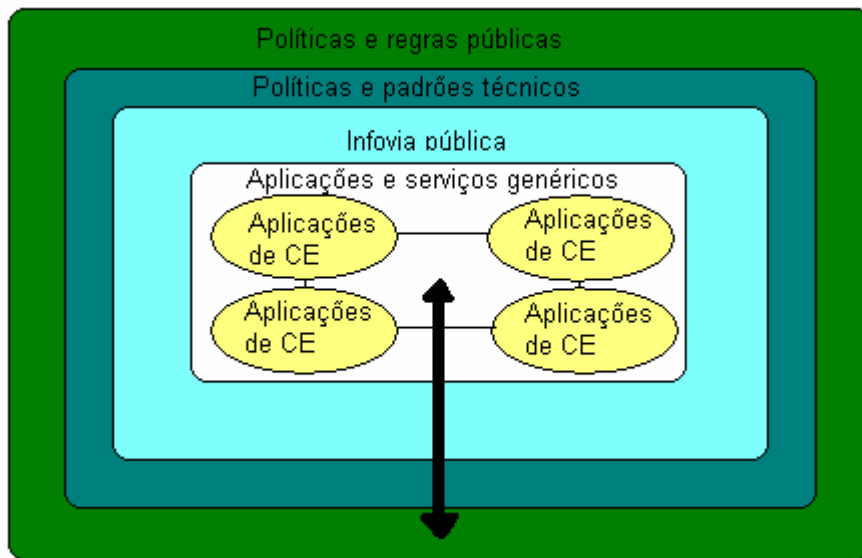 Políticas e regras públicas
Políticas e padrões técnicos
Infovia pública
Aplicações e serviços genéricos
Aplicações
de CE
Aplicações
de CE
Aplicações
de CE
Aplicações
de CE